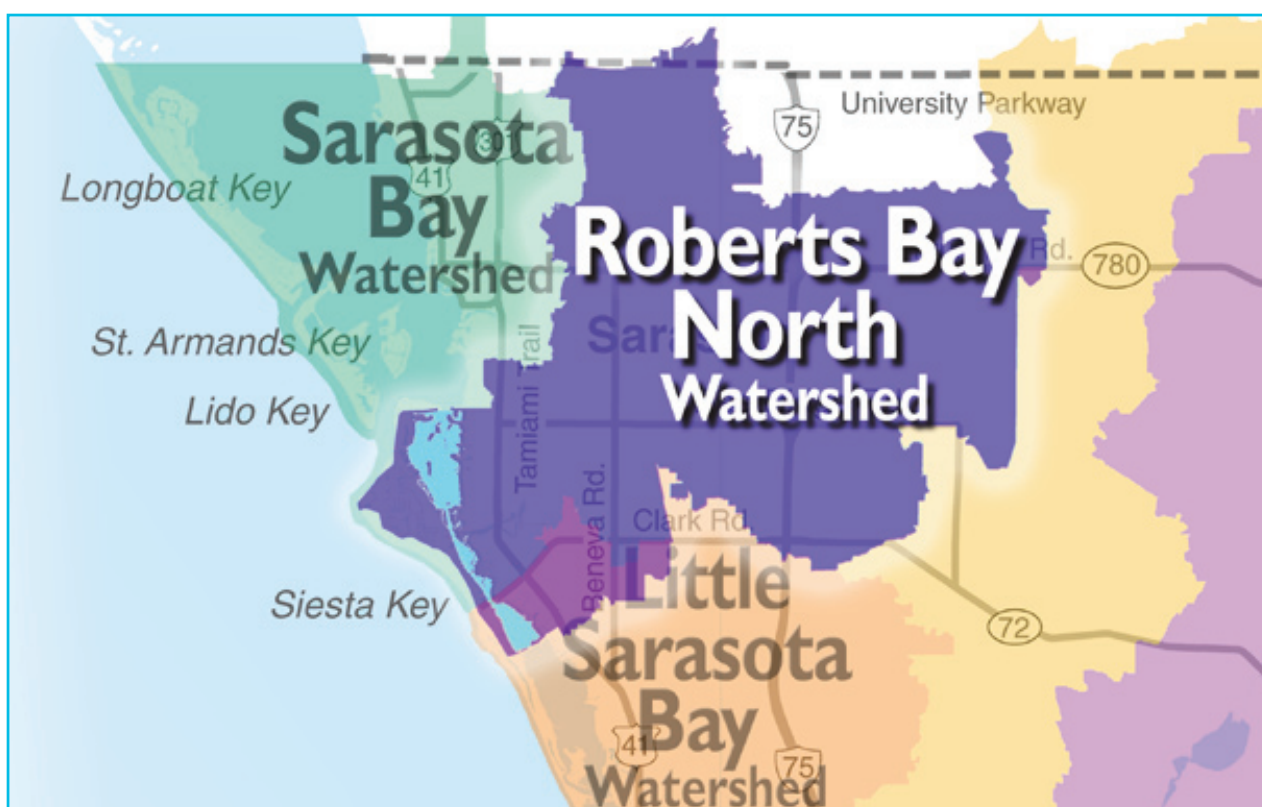 Sarasota
Bay
Watershed
301
41
75
University Parkway
Longboat Key
Roberts Bay
North
Watershed
Rd.
780
St. Armands Key
Lido Key
Tamiami Trail
Siesta Key
Beneva Rd.
Clark Rd.
72
Little
Sarasota
Bay
Watershed
41
75